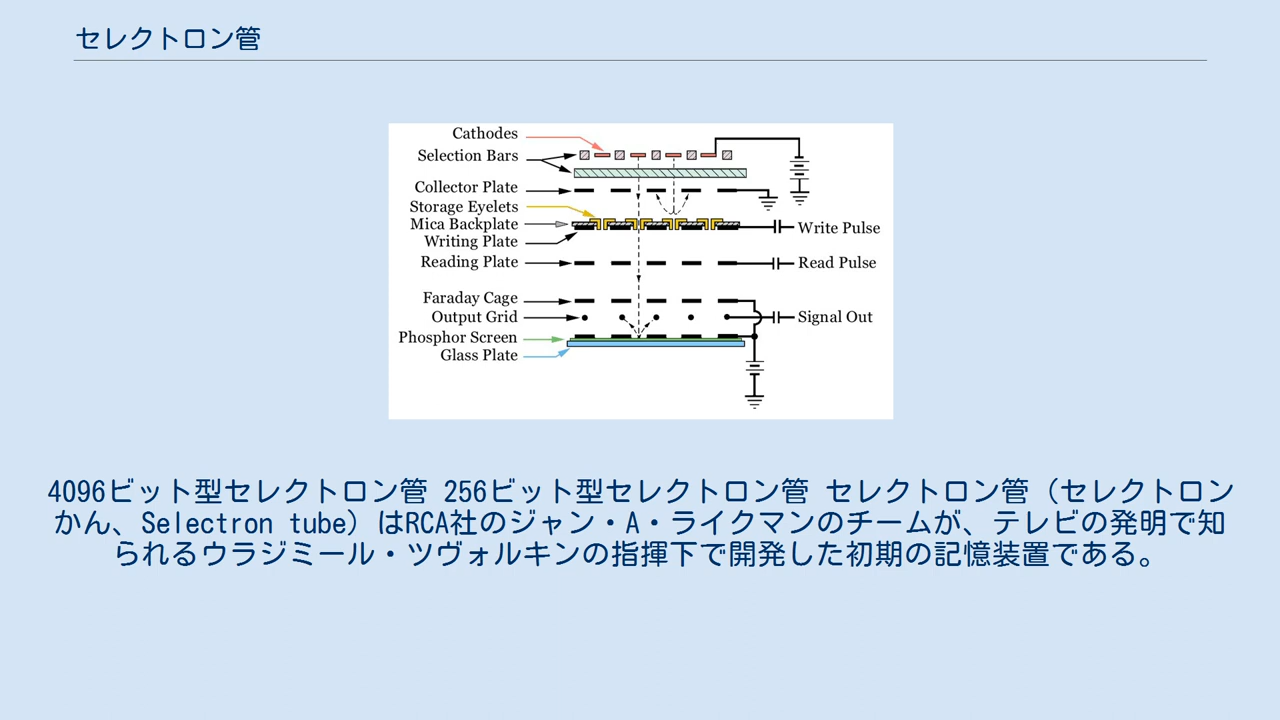 セレクトロン管
Cathodes
Selection Bars
Collector Plate
Storage Eyelets
Mica Backplate
Writing Plate
Reading Plate
Faraday Cage
Output Grid
Phosphor Screen
Glass Plate
Write Pulse
Read Pulse
Signal Out
4096ビット型セレクトロン管 256ビット型セレクトロン管 セレクトロン管（セレクトロン
かん、Selectron tube）はRCA社のジャン・A・ライクマンのチームが、テレビの発明で知
られるウラジミール・ツヴォルキンの指揮下で開発した初期の記憶装置である。